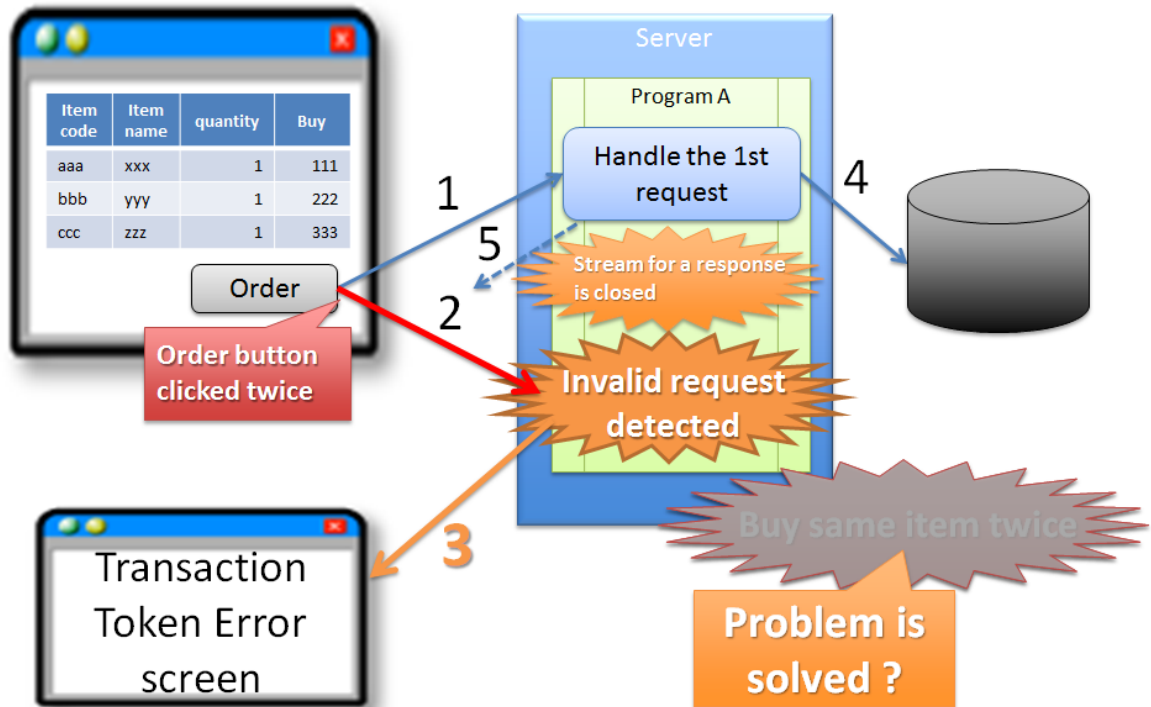 Server
Program A
Item code
Item name
quantity
Buy
aaa xxx 1 111
bbb yyy 1 222
ccc zzz 1 333
Order
Order button
clicked twice
1
2
Handle the 1st
request
4
5
Stream for a response
is closed
Invalid request
detected
3
Transaction
Token Error
screen
Buy same item twice
Problem is
solved ?